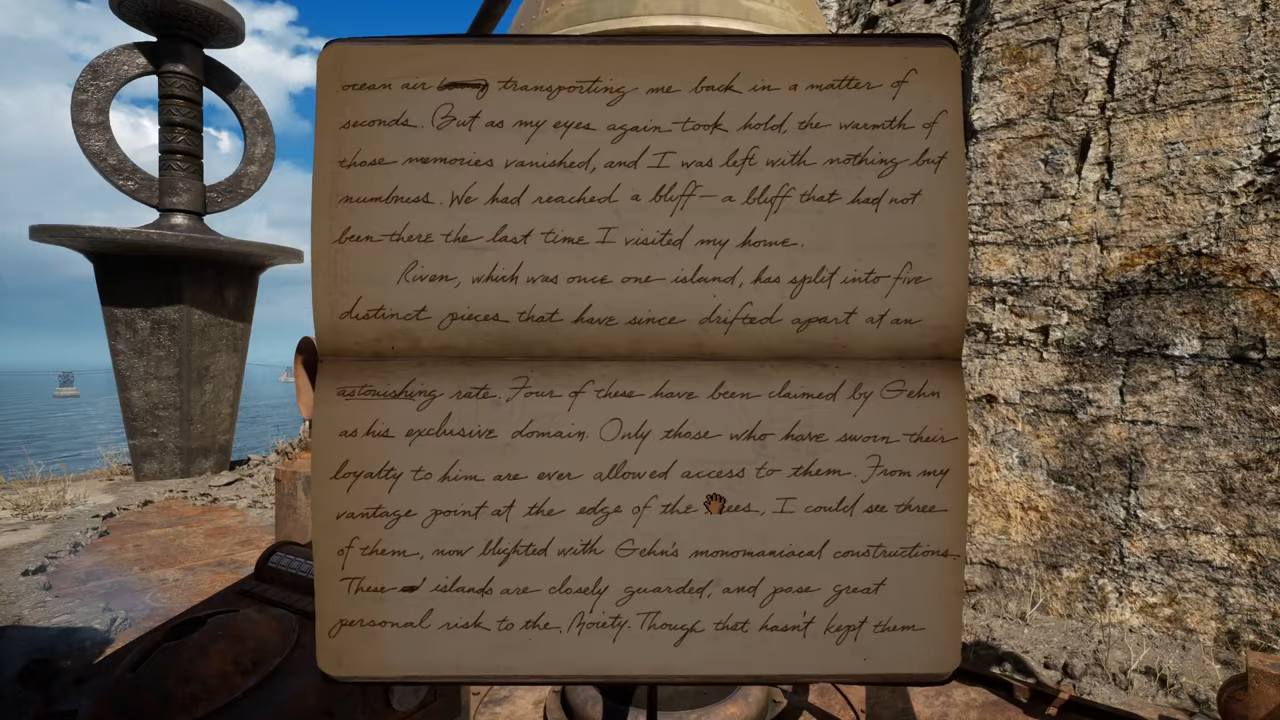 ocean air transporting me back in a matter of
seconds. But as my eyes again took hold, the warmth of
those memories vanished, and I was left with nothing but
numbness. We had reached a bluff— a bluff that had not
been there the last time I visited my home.
Riven, which was once one island, has split into five
distinct pieces that have since drifted apart at an
astonishing rate. Four of these have been claimed by Gehn
as his exclusive domain. Only those who have sworn their
loyalty to him are ever allowed access to them. From my
vantage point at the edge of the , I could see three
of them, now blighted with Gehn's monomaniacal constructions.
These islands are closely guarded, and pose great
personal risk to the Moiety. Though that hasn't kept them